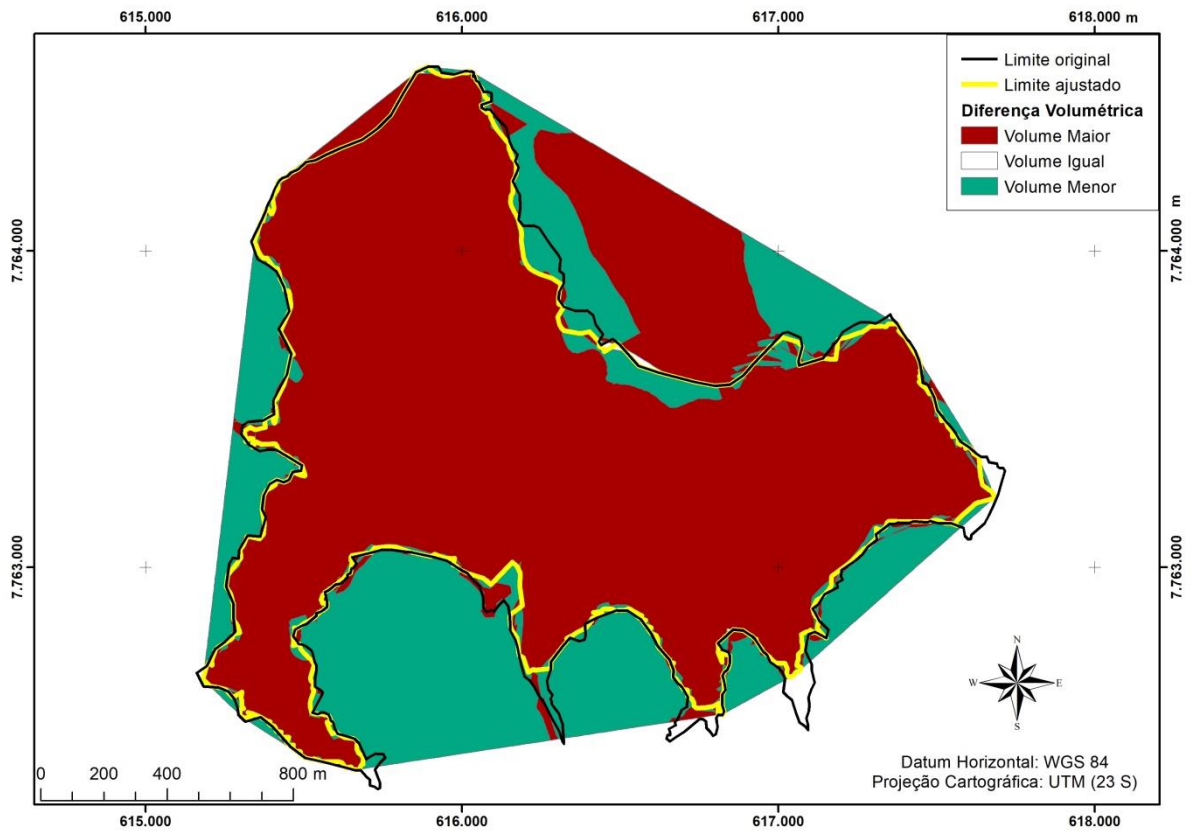 615.000 616.000 617.000 618.000 m
Limite original
Limite ajustado
Diferença Volumétrica
Volume Maior
Volume Igual
Volume Menor
m
7.764.000 7.764.000
7.763.000 7.763.000
N
W E
S
Datum Horizontal: WGS 84
Projeção Cartográfica: UTM (23 S)
0 200 400 800 m
615.000 616.000 617.000 618.000